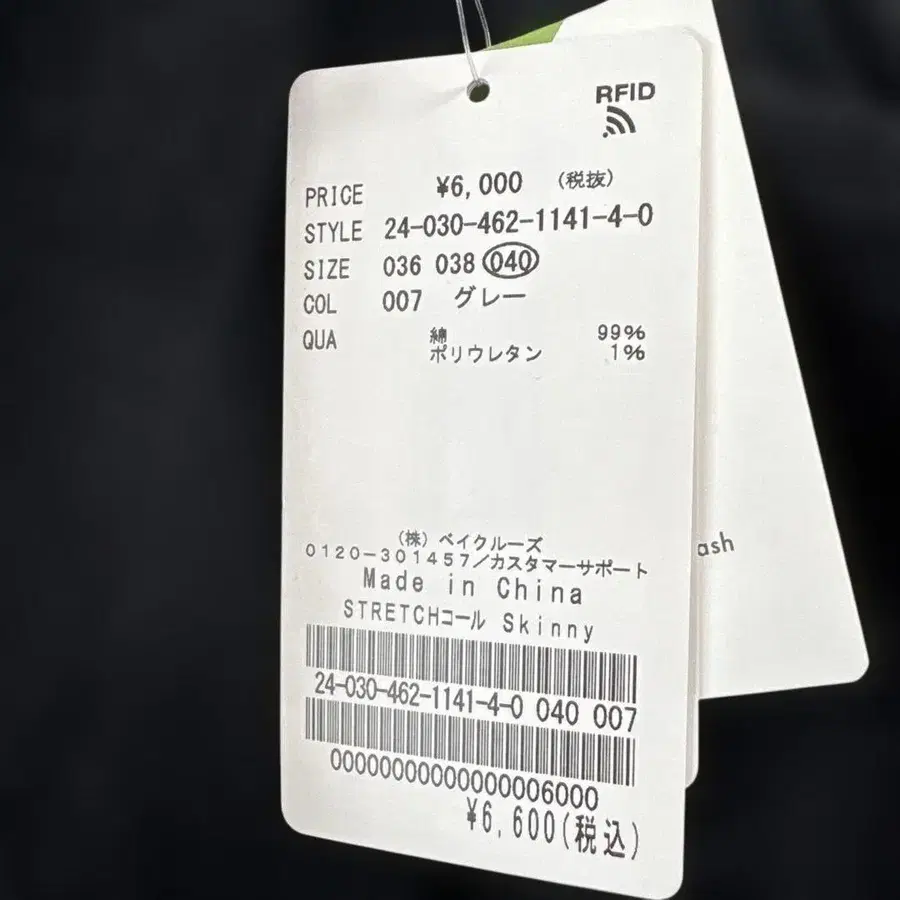 RFID
PRICE ¥6,000 (税抜)
STYLE 24-030-462-1141-4-0
SIZE 036 038 040
COL 007 グレー
QUA 綿 99%
ポリウレタン 1%
(株)ベイクルーズ
0120-301457/カスタマーサポート
Made in China
STRETCHコール Skinny
24-030-462-1141-4-0 040 007
00000000000000006000
¥6,600(税込)
ash